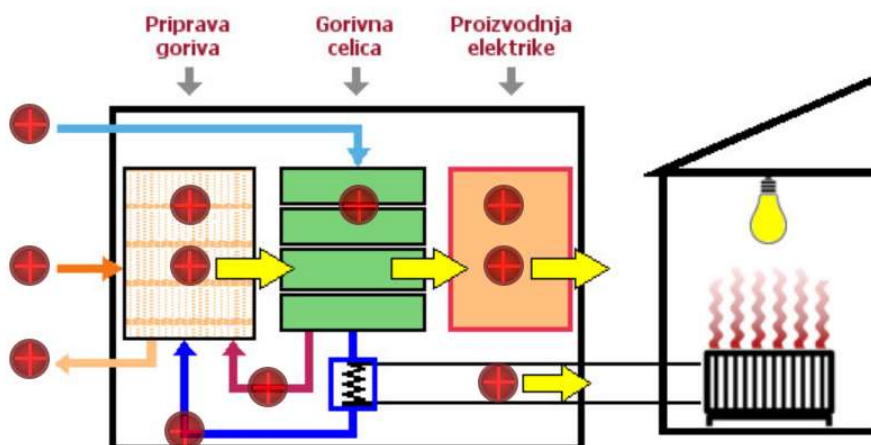 Priprava
goriva
Gorivna
celica
Proizvodnja
elektrike